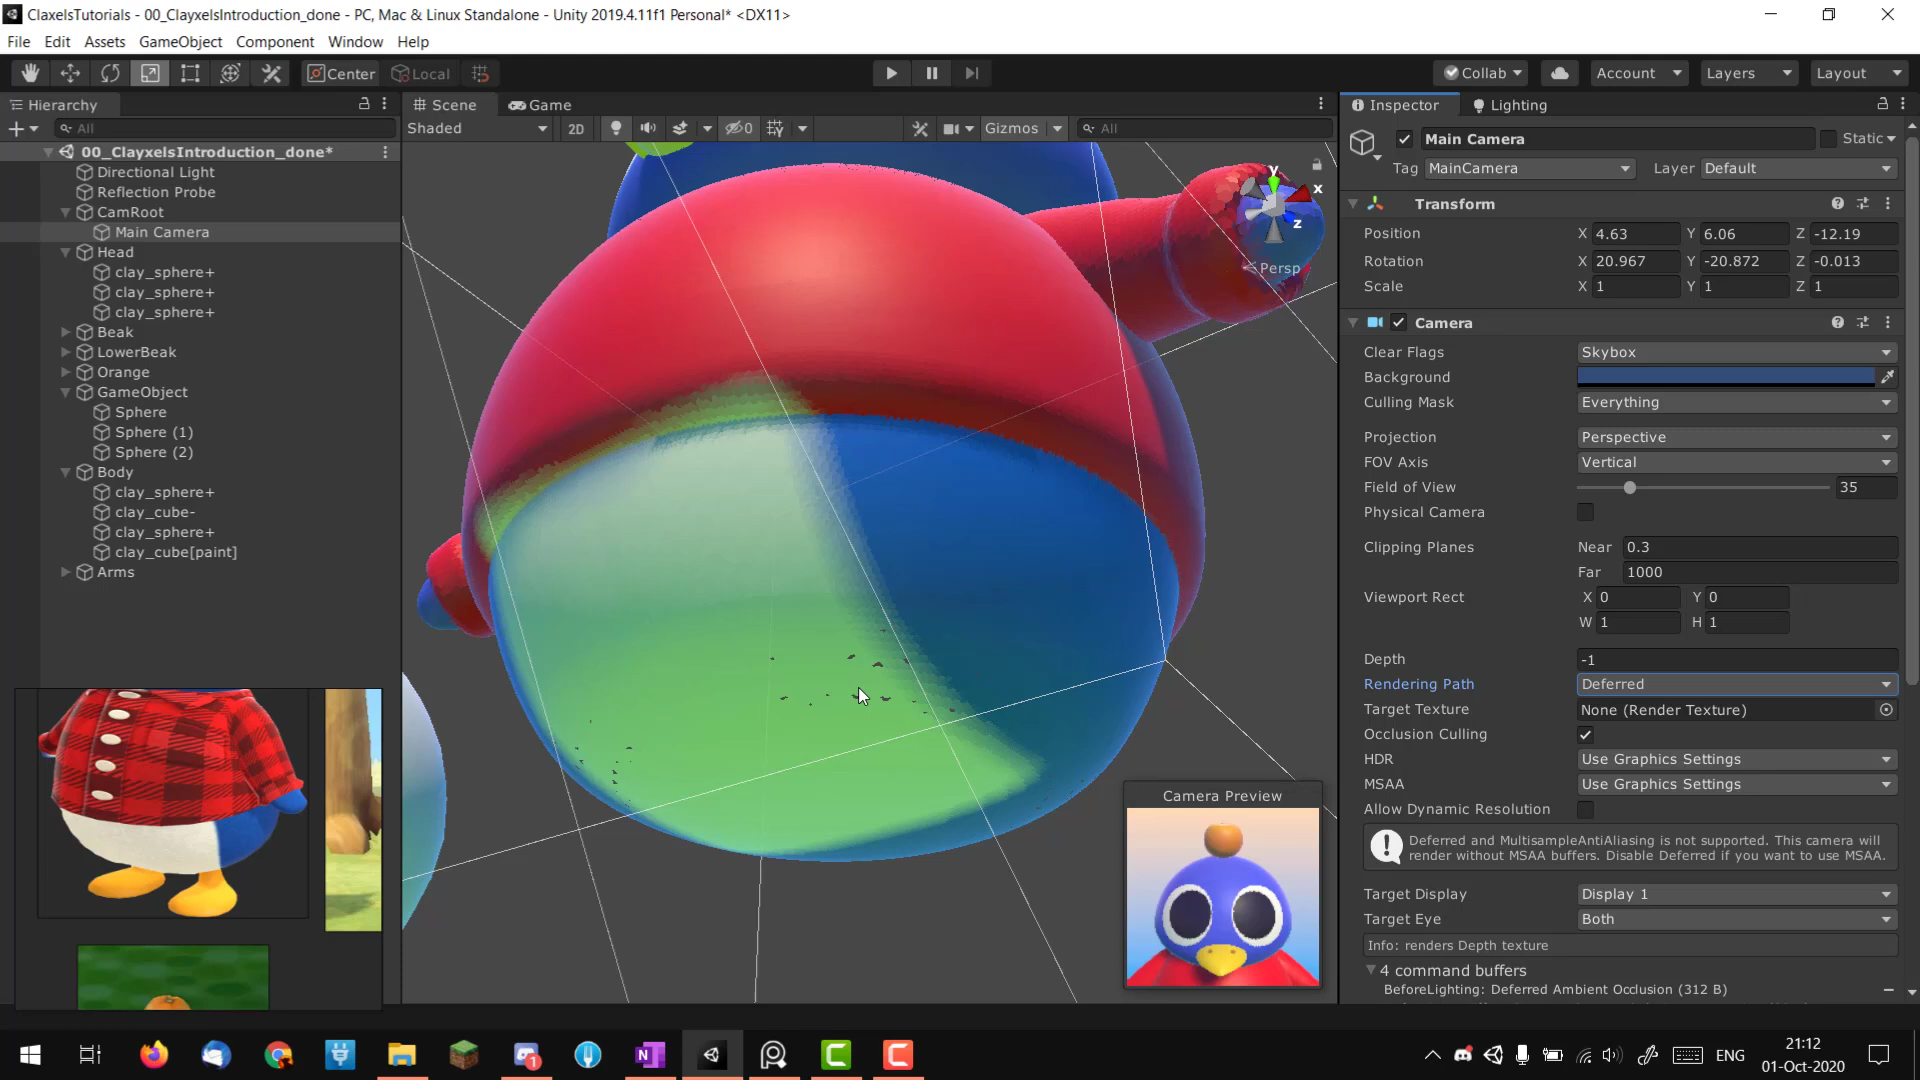 ClaxelsTutorials - 00_ClayxelsIntroduction_done - PC, Mac & Linux Standalone - Unity 2019.4.11f1 Personal* <DX11>
File Edit Assets GameObject Component Window Help
Center Local Collab Account Layers Layout
Hierarchy
All
00_ClayxelsIntroduction_done*
Directional Light
Reflection Probe
CamRoot
Main Camera
Head
clay_sphere+
clay_sphere+
clay_sphere+
Beak
LowerBeak
Orange
GameObject
Sphere
Sphere (1)
Sphere (2)
Body
clay_sphere+
clay_cube-
clay_sphere+
clay_cube[paint]
Arms
Scene Game
Shaded 2D 0 Gizmos All
y
x
z
Persp
Camera Preview
Inspector Lighting
Main Camera Static
Tag MainCamera Layer Default
Transform
Position X 4.63 Y 6.06 Z -12.19
Rotation X 20.967 Y -20.872 Z -0.013
Scale X 1 Y 1 Z 1
Camera
Clear Flags Skybox
Background
Culling Mask Everything
Projection Perspective
FOV Axis Vertical
Field of View 35
Physical Camera
Clipping Planes Near 0.3
Far 1000
Viewport Rect X 0 Y 0
W 1 H 1
Depth -1
Rendering Path Deferred
Target Texture None (Render Texture)
Occlusion Culling
HDR Use Graphics Settings
MSAA Use Graphics Settings
Allow Dynamic Resolution
Deferred and MultisampleAntiAliasing is not supported. This camera will
render without MSAA buffers. Disable Deferred if you want to use MSAA.
Target Display Display 1
Target Eye Both
Info: renders Depth texture
4 command buffers
BeforeLighting: Deferred Ambient Occlusion (312 B)
ENG
21:12
01-Oct-2020